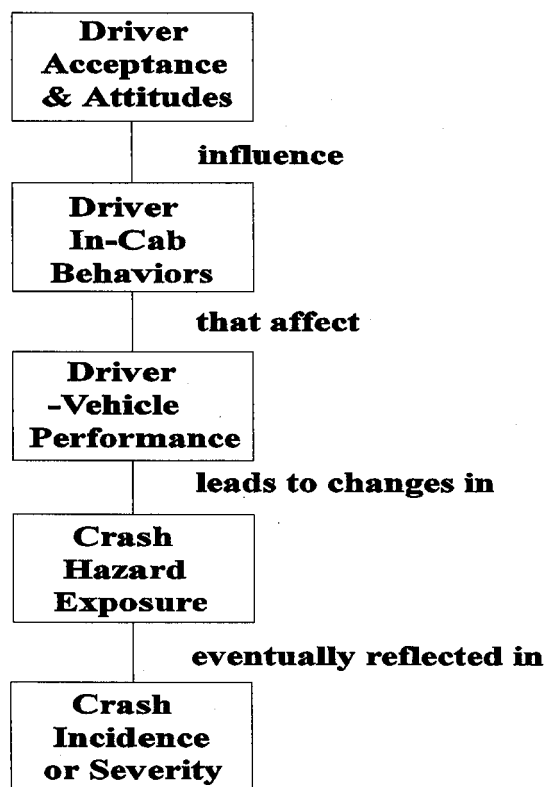 Driver
Acceptance
& Attitudes
influence
Driver
In-Cab
Behaviors
that affect
Driver
-Vehicle
Performance
leads to changes in
Crash
Hazard
Exposure
eventually reflected in
Crash
Incidence
or Severity